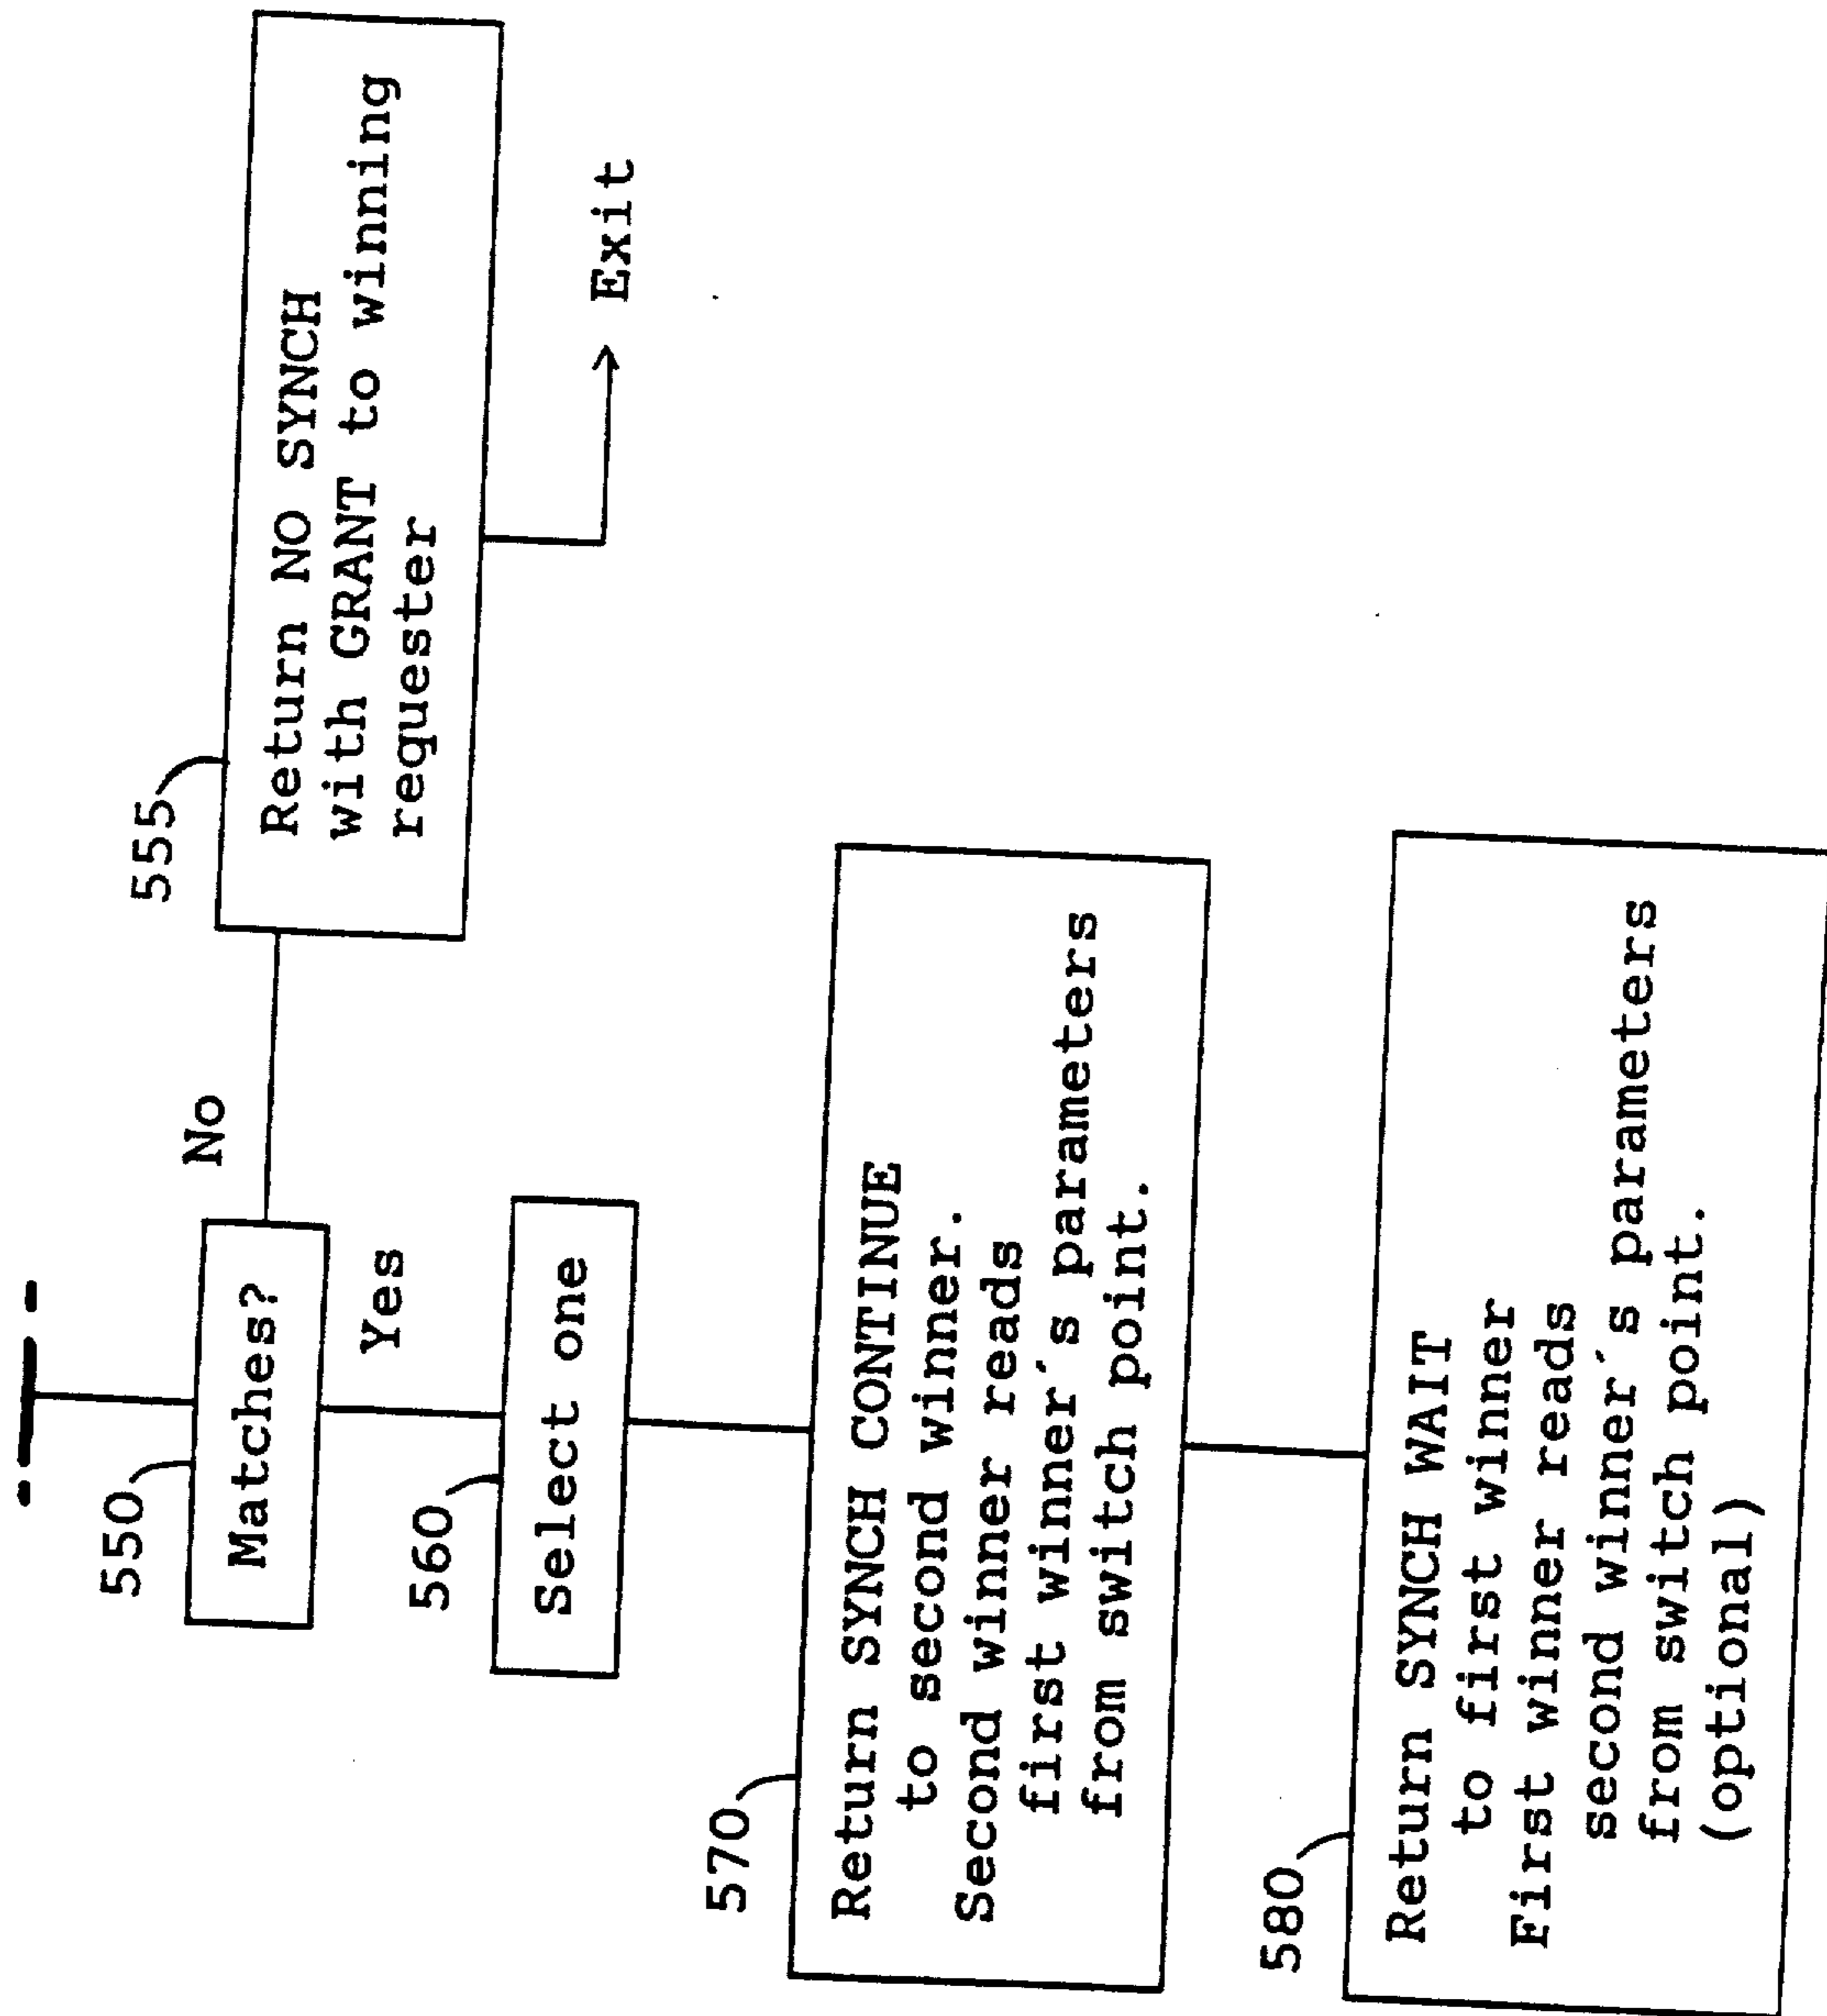 550
Matches?
No
555
Return NO SYNCH
with GRANT to winning
requester
Exit
Yes
560
Select one
570
Return SYNCH CONTINUE
to second winner.
Second winner reads
first winner´s parameters
from switch point.
580
Return SYNCH WAIT
to first winner
First winner reads
second winner´s parameters
from switch point.
(optional)